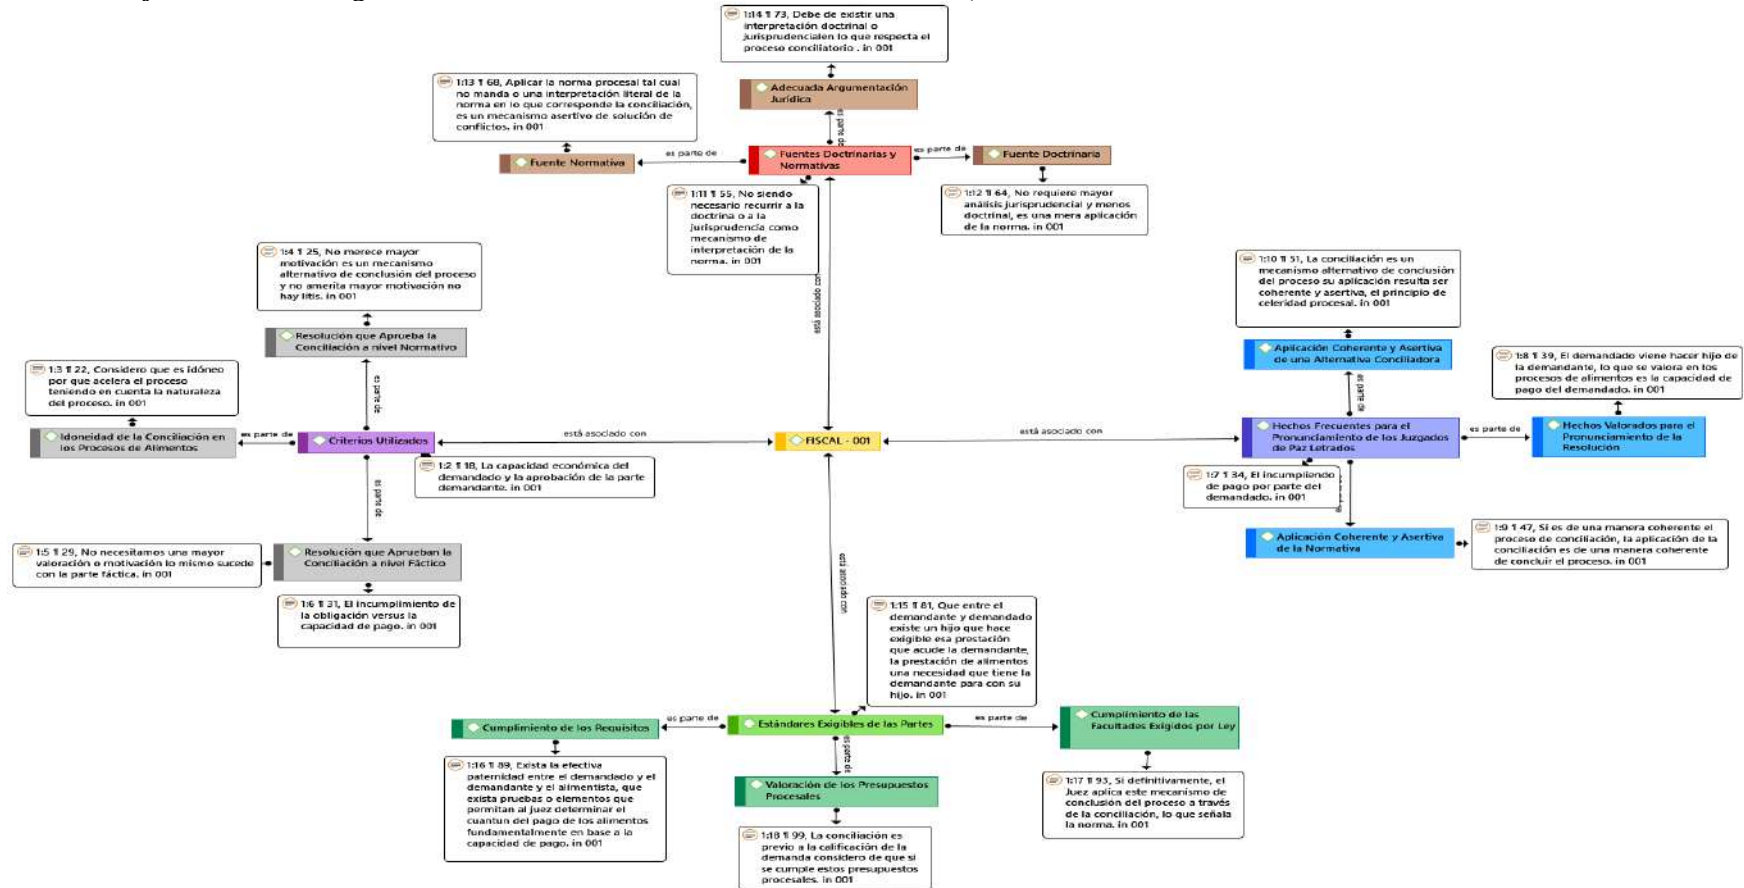 1:14 ¶ 73, Debe de existir una
interpretación doctrinal o
jurisprudencialen lo que respecta el
proceso conciliatorio . in 001
1:13 ¶ 68, Aplicar la norma procesal tal cual
no manda o una interpretación literal de la
norma en lo que corresponde la conciliación,
es un mecanismo asertivo de solución de
conflictos. in 001
Adecuada Argumentación
Jurídica
es parte de
Fuente Normativa
es parte de
Fuentes Doctrinarias y
Normativas
es parte de
Fuente Doctrinaria
1:11 ¶ 55, No siendo
necesario recurrir a la
doctrina o a la
jurisprudencia como
mecanismo de
interpretación de la
norma. in 001
1:12 ¶ 64, No requiere mayor
análisis jurisprudencial y menos
doctrinal, es una mera aplicación
de la norma. in 001
está asociado con
1:4 ¶ 25, No merece mayor
motivación es un mecanismo
alternativo de conclusión del proceso
y no amerita mayor motivación no
hay litis. in 001
1:10 ¶ 51, La conciliación es un
mecanismo alternativo de conclusión
del proceso su aplicación resulta ser
coherente y asertiva, el principio de
celeridad procesal. in 001
Resolución que Aprueba la
Conciliación a nivel Normativo
Aplicación Coherente y Asertiva
de una Alternativa Conciliadora
1:3 ¶ 22, Considero que es idóneo
por que acelera el proceso
teniendo en cuenta la naturaleza
del proceso. in 001
1:8 ¶ 39, El demandado viene hacer hijo de
la demandante, lo que se valora en los
procesos de alimentos es la capacidad de
pago del demandado. in 001
es parte de
es parte de
Idoneidad de la Conciliación en
los Procesos de Alimentos
es parte de
Criterios Utilizados
está asociado con
FISCAL - 001
está asociado con
Hechos Frecuentes para el
Pronunciamiento de los Juzgados
de Paz Letrados
es parte de
Hechos Valorados para el
Pronunciamiento de la
Resolución
1:2 ¶ 18, La capacidad económica del
demandado y la aprobación de la parte
demandante. in 001
1:7 ¶ 34, El incumpliendo
de pago por parte del
demandado. in 001
es parte de
1:5 ¶ 29, No necesitamos una mayor
valoración o motivación lo mismo sucede
con la parte fáctica. in 001
Resolución que Aprueban la
Conciliación a nivel Fáctico
Aplicación Coherente y Asertiva
de la Normativa
1:9 ¶ 47, Sí es de una manera coherente el
proceso de conciliación, la aplicación de la
conciliación es de una manera coherente
de concluir el proceso. in 001
1:6 ¶ 31, El incumplimiento de
la obligación versus la
capacidad de pago. in 001
está asociado con
1:15 ¶ 81, Que entre el
demandante y demandado
existe un hijo que hace
exigible esa prestación
que acude la demandante,
la prestación de alimentos
una necesidad que tiene la
demandante para con su
hijo. in 001
Cumplimiento de los Requisitos
es parte de
Estándares Exigibles de las Partes
es parte de
Cumplimiento de las
Facultades Exigidos por Ley
es parte de
1:16 ¶ 89, Exista la efectiva
paternidad entre el demandado y el
demandante y el alimentista, que
exista pruebas o elementos que
permitan al juez determinar el
cuantun del pago de los alimentos
fundamentalmente en base a la
capacidad de pago. in 001
Valoración de los Presupuestos
Procesales
1:17 ¶ 93, Si definitivamente, el
Juez aplica este mecanismo de
conclusión del proceso a través
de la conciliación, lo que señala
la norma. in 001
1:18 ¶ 99, La conciliación es
previo a la calificación de la
demanda considero de que si
se cumple estos presupuestos
procesales. in 001